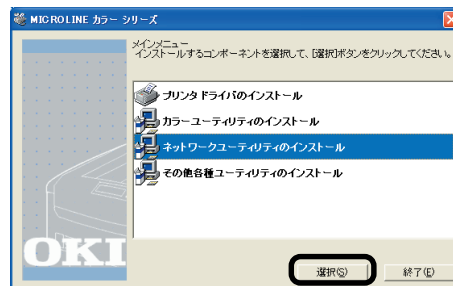 MICROLINE カラー シリーズ
メインメニュー
インストールするコンポーネントを選択して、[選択]ボタンをクリックしてください。
プリンタ ドライバのインストール
カラーユーティリティのインストール
ネットワークユーティリティのインストール
その他各種ユーティリティのインストール
OKI
選択(S)
終了(E)